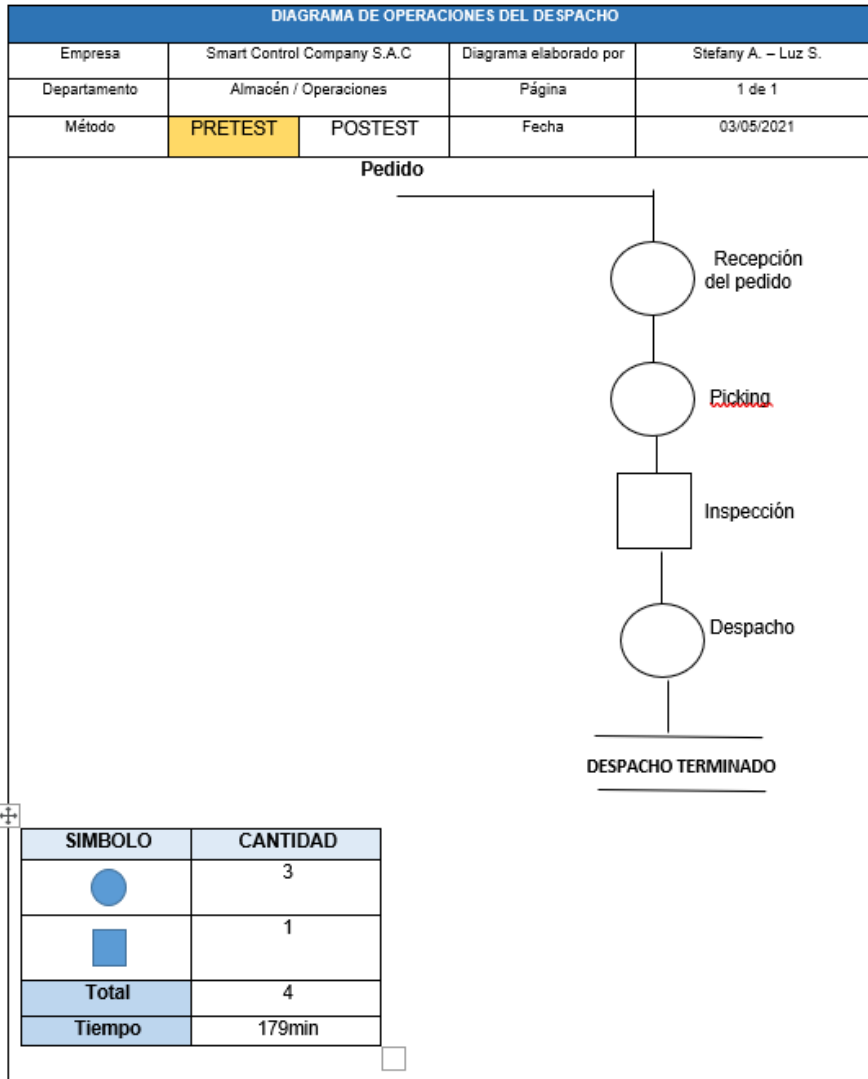 DIAGRAMA DE OPERACIONES DEL DESPACHO
Empresa Smart Control Company S.A.C Diagrama elaborado por Stefany A. – Luz S.
Departamento Almacén / Operaciones Página 1 de 1
Método PRETEST POSTEST Fecha 03/05/2021
Pedido
Recepción
del pedido
Picking
Inspección
Despacho
DESPACHO TERMINADO
SIMBOLO CANTIDAD
3
1
Total 4
Tiempo 179min